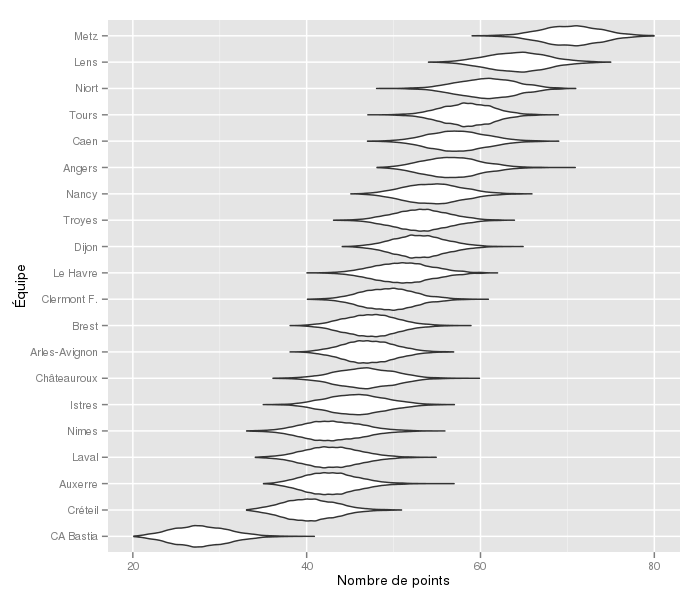 Metz
Lens
Niort
Tours
Caen
Angers
Nancy
Troyes
Dijon
Le Havre
Clermont F.
Brest
Arles-Avignon
Châteauroux
Istres
Nimes
Laval
Auxerre
Créteil
CA Bastia
Équipe
20 40 60 80
Nombre de points